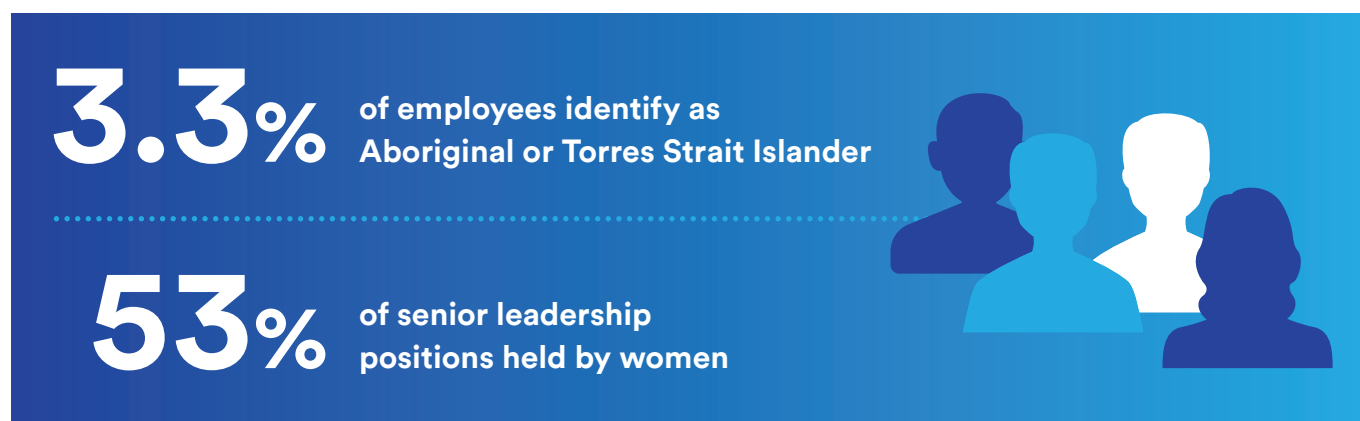 3.3% of employees identify as
Aboriginal or Torres Strait Islander
53% of senior leadership
positions held by women